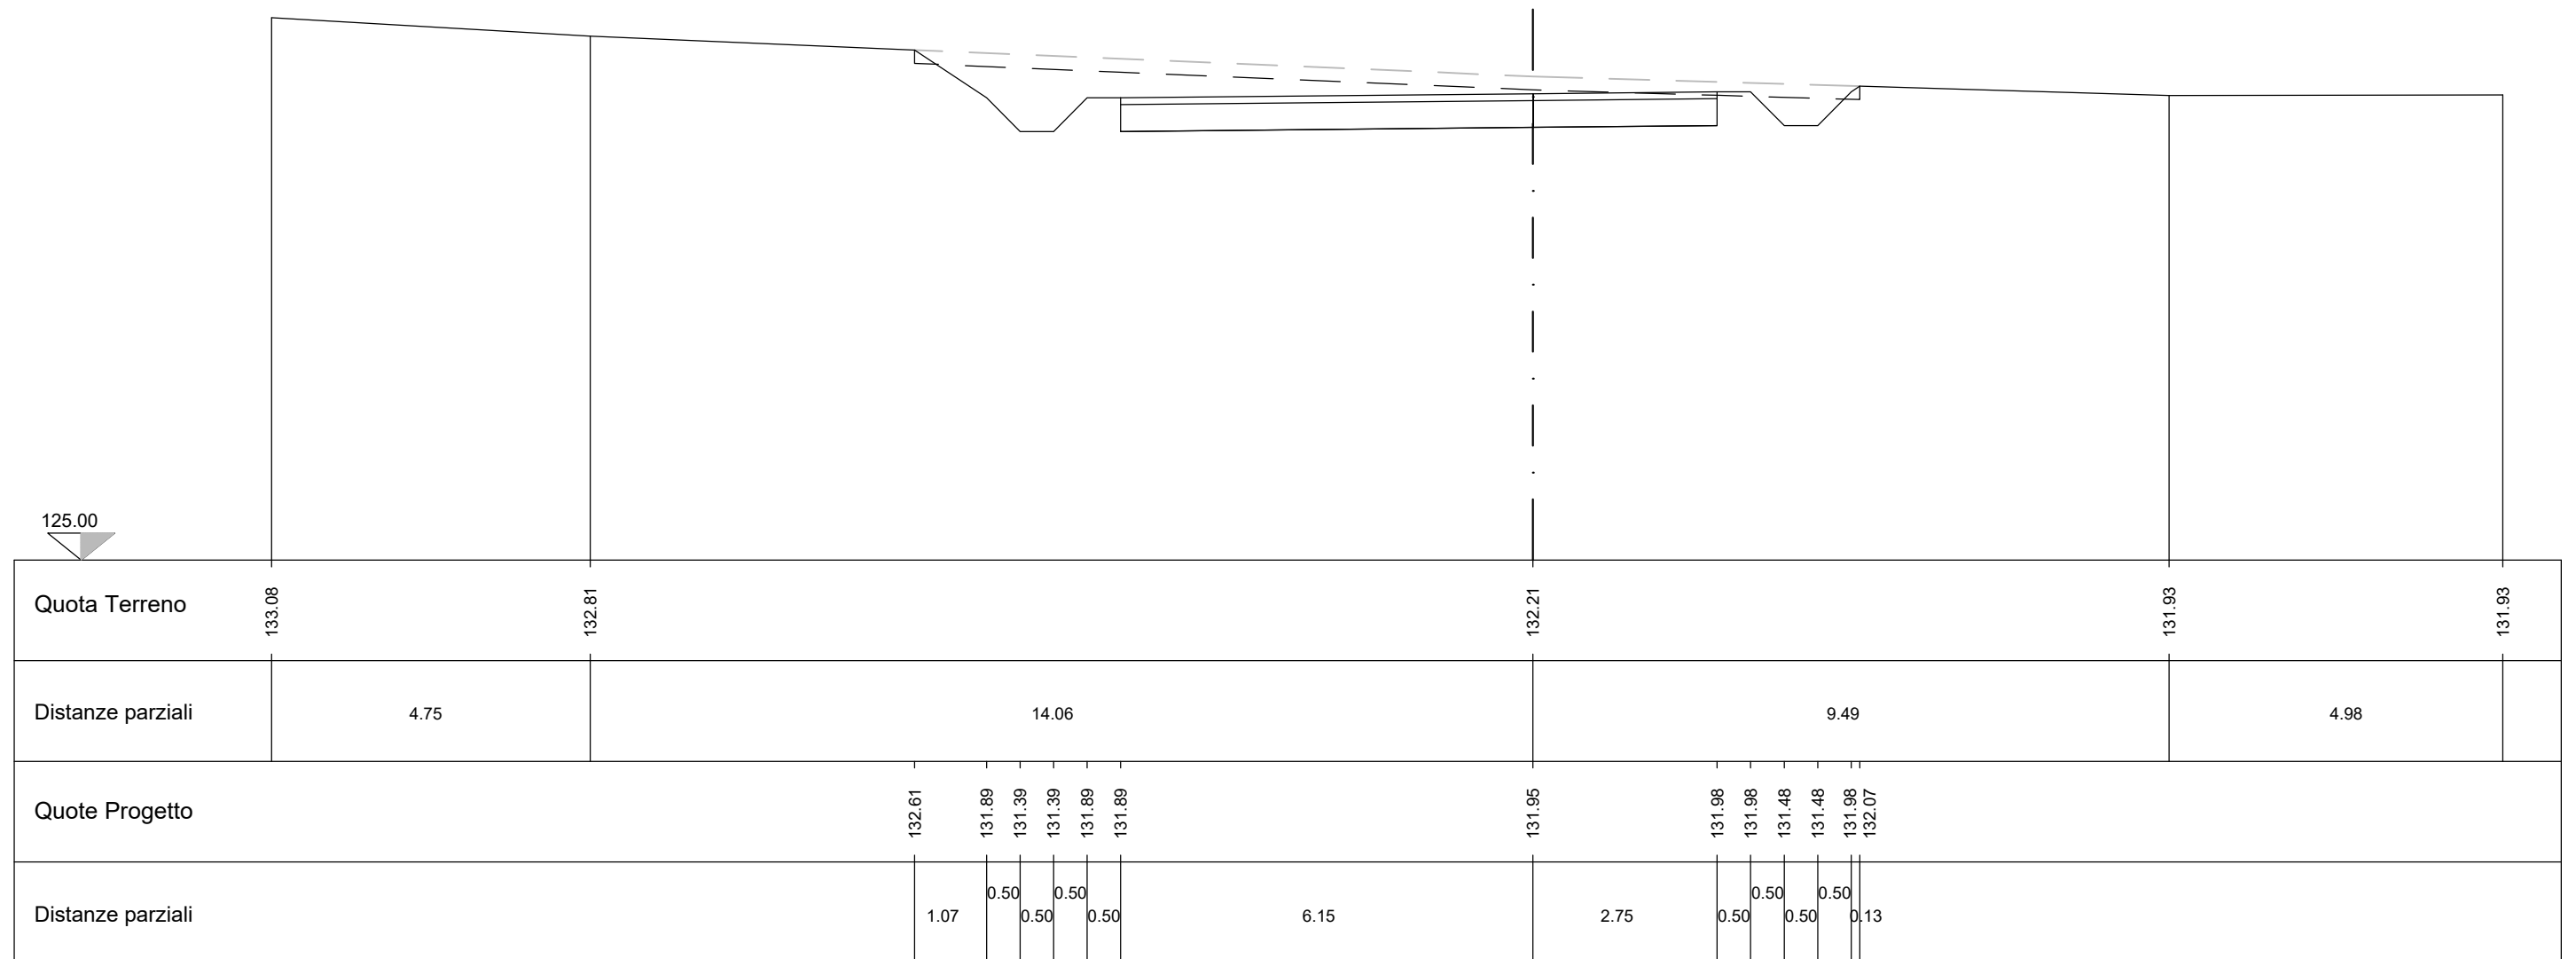 125.00
Quota Terreno 133.08 132.81 132.21 131.93 131.93
Distanze parziali 4.75 14.06 9.49 4.98
Quote Progetto 132.61 131.89 131.39 131.39 131.89 131.89 131.95 131.98 131.98 131.48 131.48 131.98 132.07
Distanze parziali 1.07 0.50 0.50 0.50 0.50 6.15 2.75 0.50 0.50 0.50 0.50 0.13